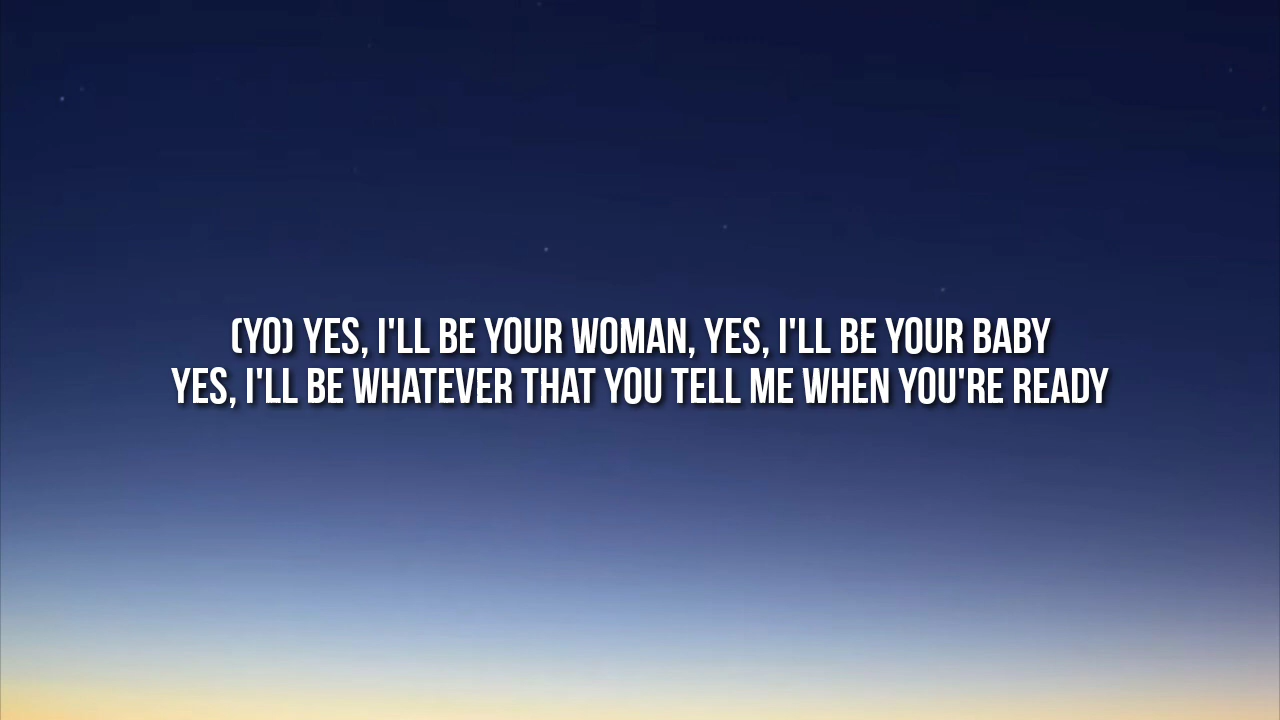 (YO) YES, I'LL BE YOUR WOMAN, YES, I'LL BE YOUR BABY
YES, I'LL BE WHATEVER THAT YOU TELL ME WHEN YOU'RE READY